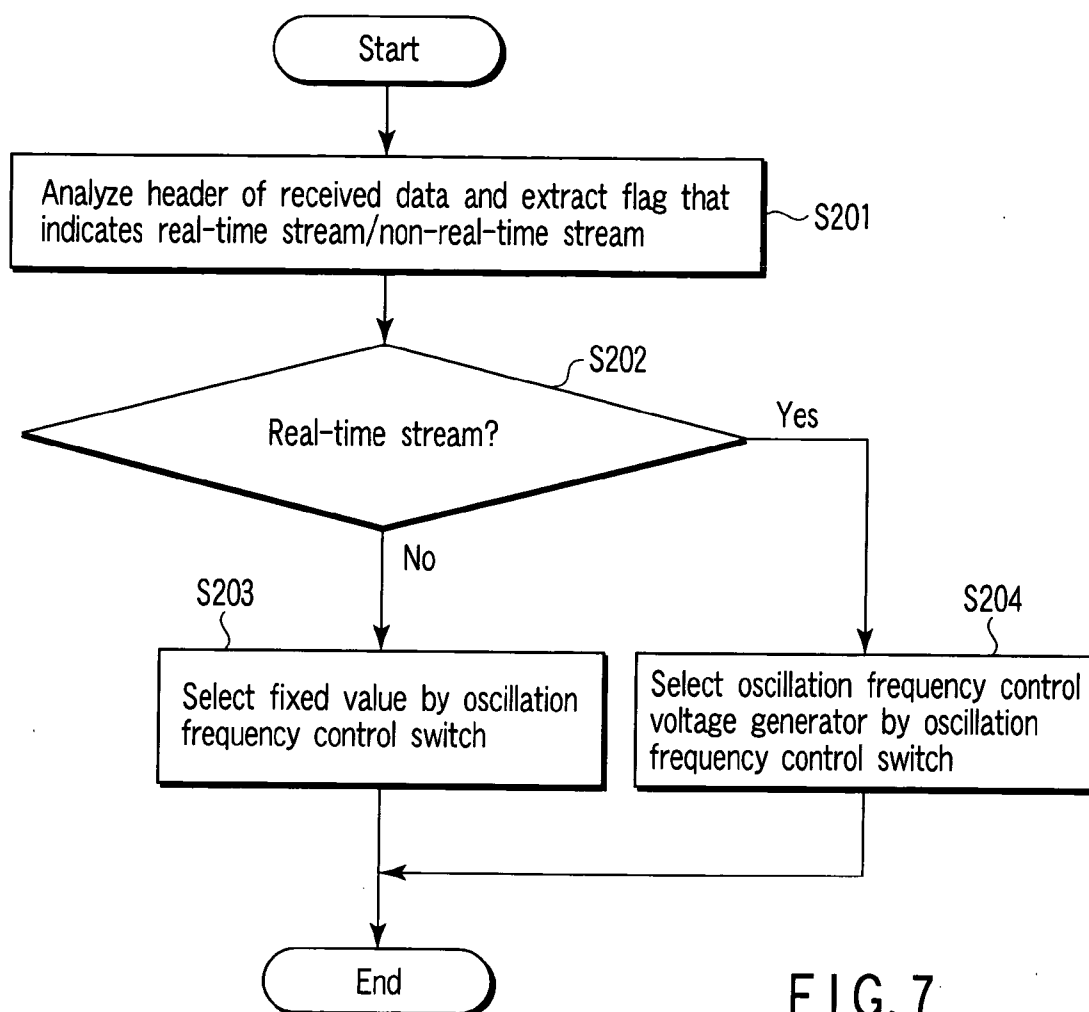 Start
Analyze header of received data and extract flag that
indicates real-time stream/non-real-time stream
S201
S202
Real-time stream?
Yes
No
S203
Select fixed value by oscillation
frequency control switch
S204
Select oscillation frequency control
voltage generator by oscillation
frequency control switch
End
FIG. 7